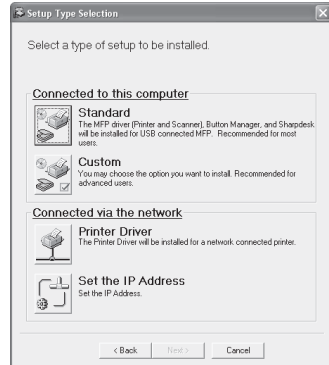 Setup Type Selection
Select a type of setup to be installed.
Connected to this computer
Standard
The MFP driver (Printer and Scanner), Button Manager, and Sharpdesk
will be installed for USB connected MFP. Recommended for most
users.
Custom
You may choose the option you want to install. Recommended for
advanced users.
Connected via the network
Printer Driver
The Printer Driver will be installed for a network connected printer.
Set the IP Address
Set the IP Address.
< Back Next > Cancel